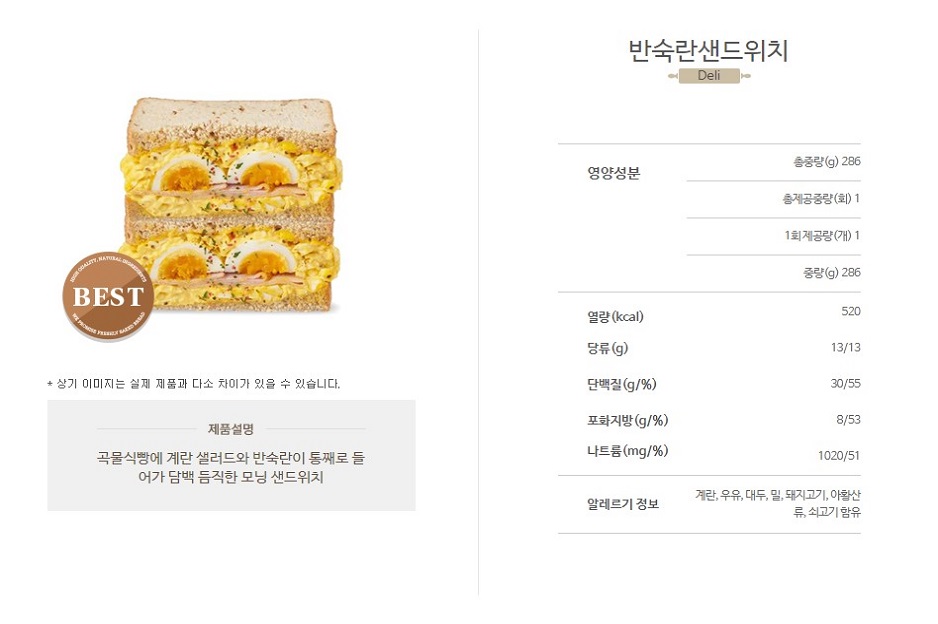 HIGH QUALITY, NATURAL INGREDIENTS
BEST
WE PROMISE FRESHLY BAKED BREAD
* 상기 이미지는 실제 제품과 다소 차이가 있을 수 있습니다.
제품설명
곡물식빵에 계란 샐러드와 반숙란이 통째로 들
어가 담백 듬직한 모닝 샌드위치
반숙란샌드위치
Deli
영양성분
총중량(g) 286
총제공중량(회) 1
1회 제공량(개) 1
중량(g) 286
열량(kcal) 520
당류(g) 13/13
단백질(g/%) 30/55
포화지방(g/%) 8/53
나트륨(mg/%) 1020/51
알레르기 정보
계란, 우유, 대두, 밀, 돼지고기, 아황산
류, 쇠고기 함유